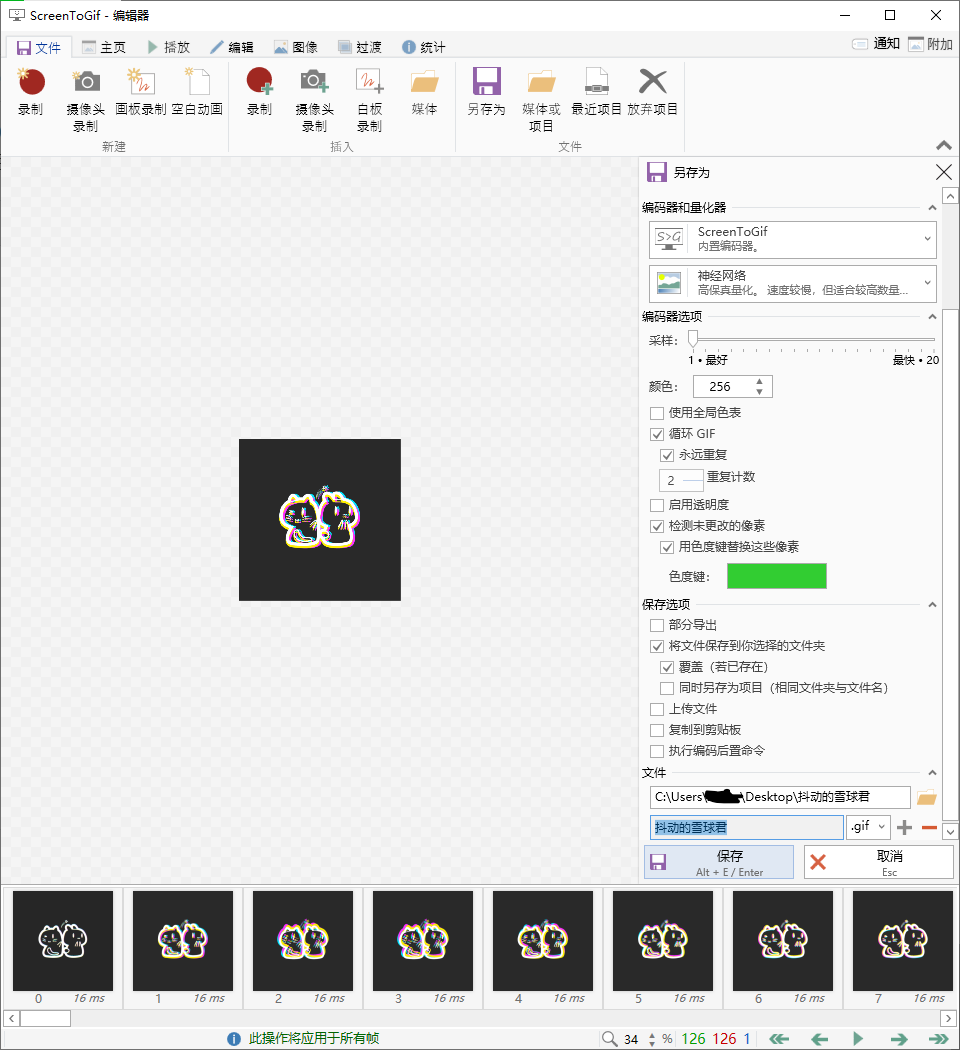 ScreenToGif - 编辑器
文件 主页 播放 编辑 图像 过渡 统计 通知 附加
录制 摄像头录制 画板录制 空白动画 录制 摄像头录制 白板录制 媒体 另存为 媒体或项目 最近项目 放弃项目
新建 插入 文件
另存为
编码器和量化器
S>G
ScreenToGif
内置编码器。
神经网络
高保真量化。 速度较慢，但适合较高数量...
编码器选项
采样:
1 • 最好 最快 • 20
颜色: 256
使用全局色表
循环 GIF
永远重复
2 重复计数
启用透明度
检测未更改的像素
用色度键替换这些像素
色度键:
保存选项
部分导出
将文件保存到你选择的文件夹
覆盖（若已存在）
同时另存为项目（相同文件夹与文件名）
上传文件
复制到剪贴板
执行编码后置命令
文件
C:\Users\ \Desktop\抖动的雪球君
抖动的雪球君 .gif
保存 取消
Alt + E / Enter Esc
0 16 ms 1 16 ms 2 16 ms 3 16 ms 4 16 ms 5 16 ms 6 16 ms 7 16 ms
此操作将应用于所有帧 34 % 126 126 1